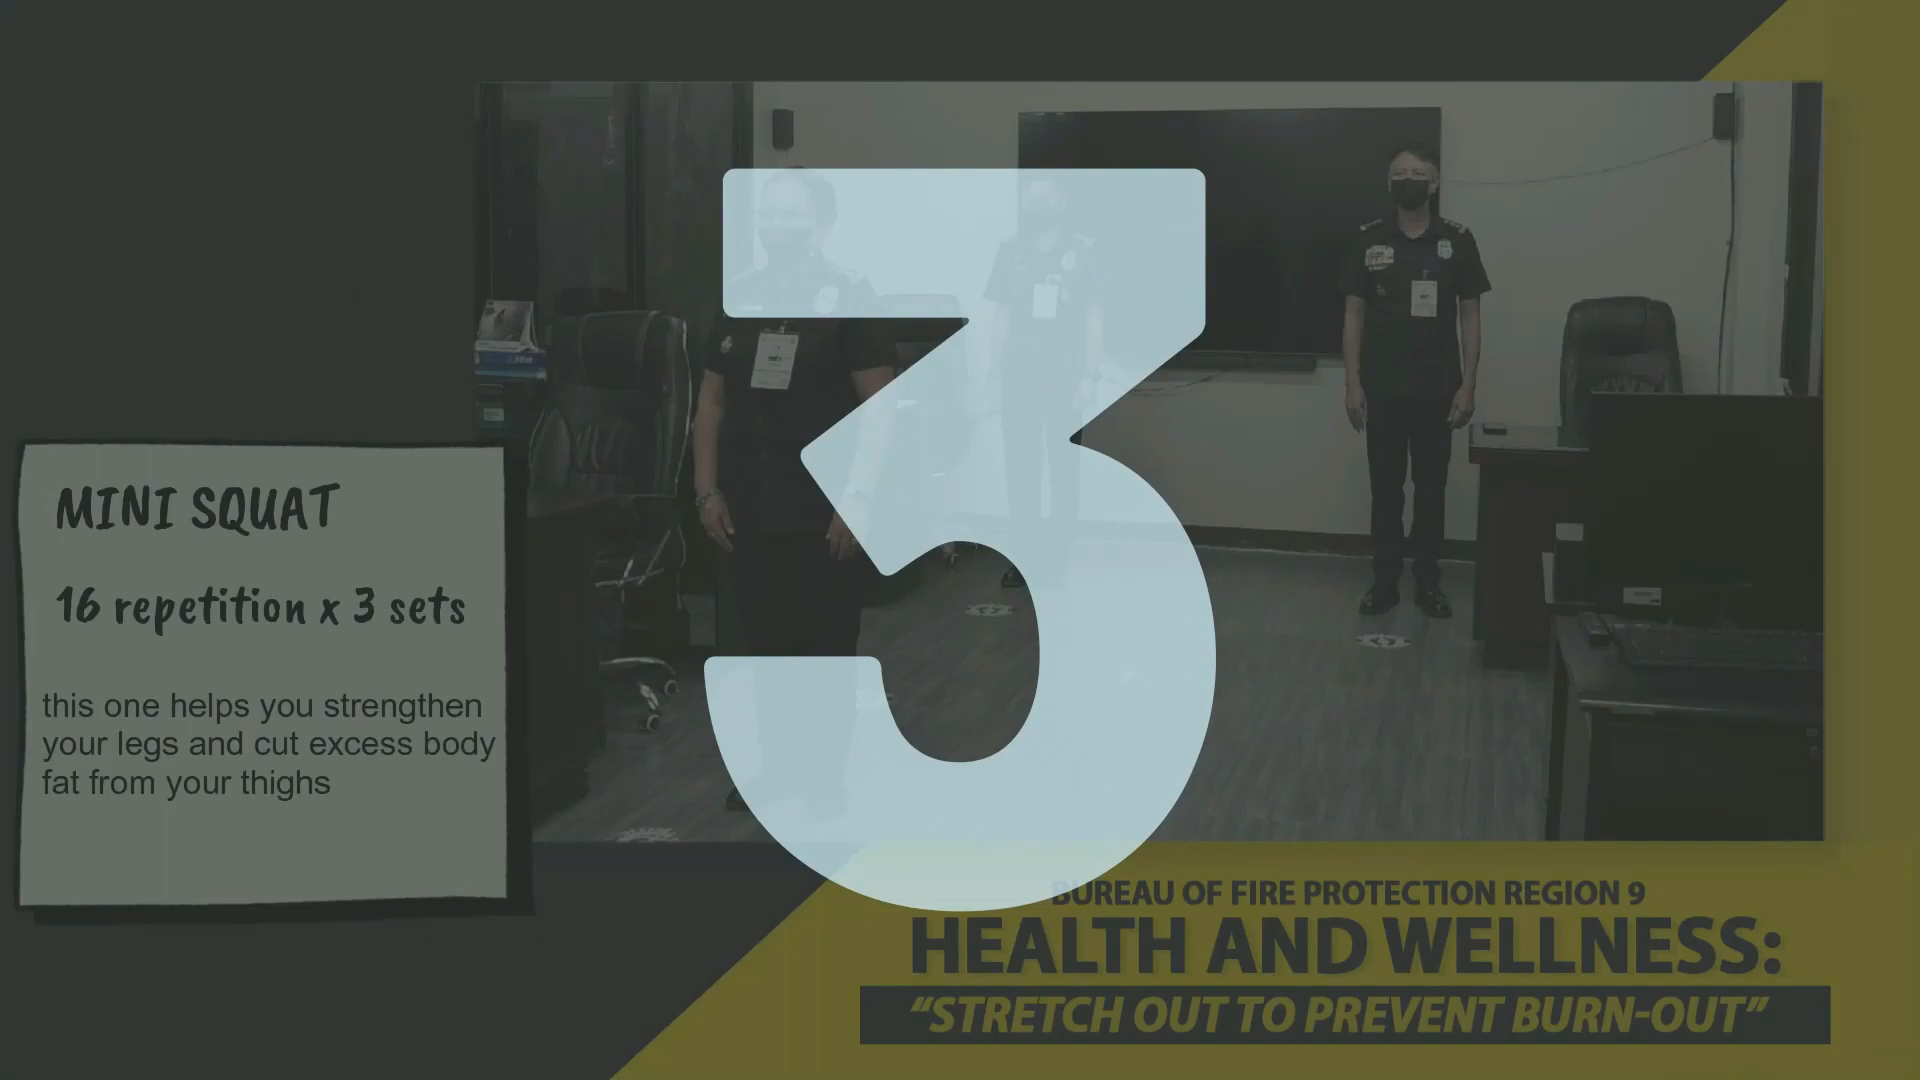 3
MINI SQUAT
16 repetition x 3 sets
this one helps you strengthen
your legs and cut excess body
fat from your thighs
BUREAU OF FIRE PROTECTION REGION 9
HEALTH AND WELLNESS:
“STRETCH OUT TO PREVENT BURN-OUT”